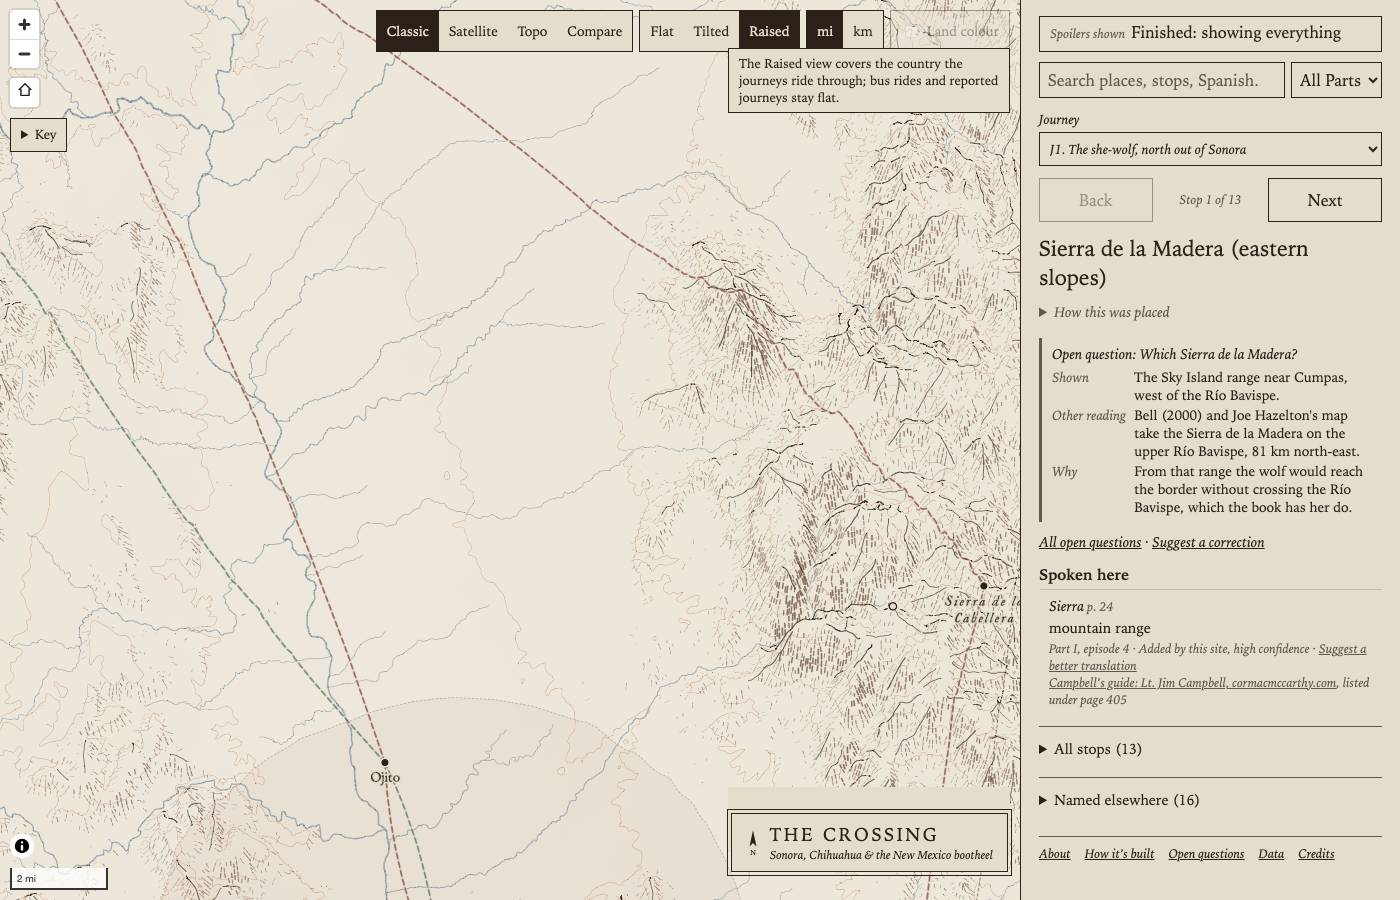 Classic
Satellite
Topo
Compare
Flat
Tilted
Raised
mi
km
Land colour
The Raised view covers the country the
journeys ride through; bus rides and reported
journeys stay flat.
Key
Sierra de la
Cabellera
Ojito
2 mi
N
THE CROSSING
Sonora, Chihuahua & the New Mexico bootheel
Spoilers shown Finished: showing everything
Search places, stops, Spanish.
All Parts
Journey
J1. The she-wolf, north out of Sonora
Back
Stop 1 of 13
Next
Sierra de la Madera (eastern
slopes)
How this was placed
Open question: Which Sierra de la Madera?
Shown The Sky Island range near Cumpas,
west of the Río Bavispe.
Other reading Bell (2000) and Joe Hazelton's map
take the Sierra de la Madera on the
upper Río Bavispe, 81 km north-east.
Why From that range the wolf would reach
the border without crossing the Río
Bavispe, which the book has her do.
All open questions · Suggest a correction
Spoken here
Sierra p. 24
mountain range
Part I, episode 4 · Added by this site, high confidence · Suggest a
better translation
Campbell's guide: Lt. Jim Campbell, cormacmccarthy.com, listed
under page 405
All stops (13)
Named elsewhere (16)
About
How it's built
Open questions
Data
Credits